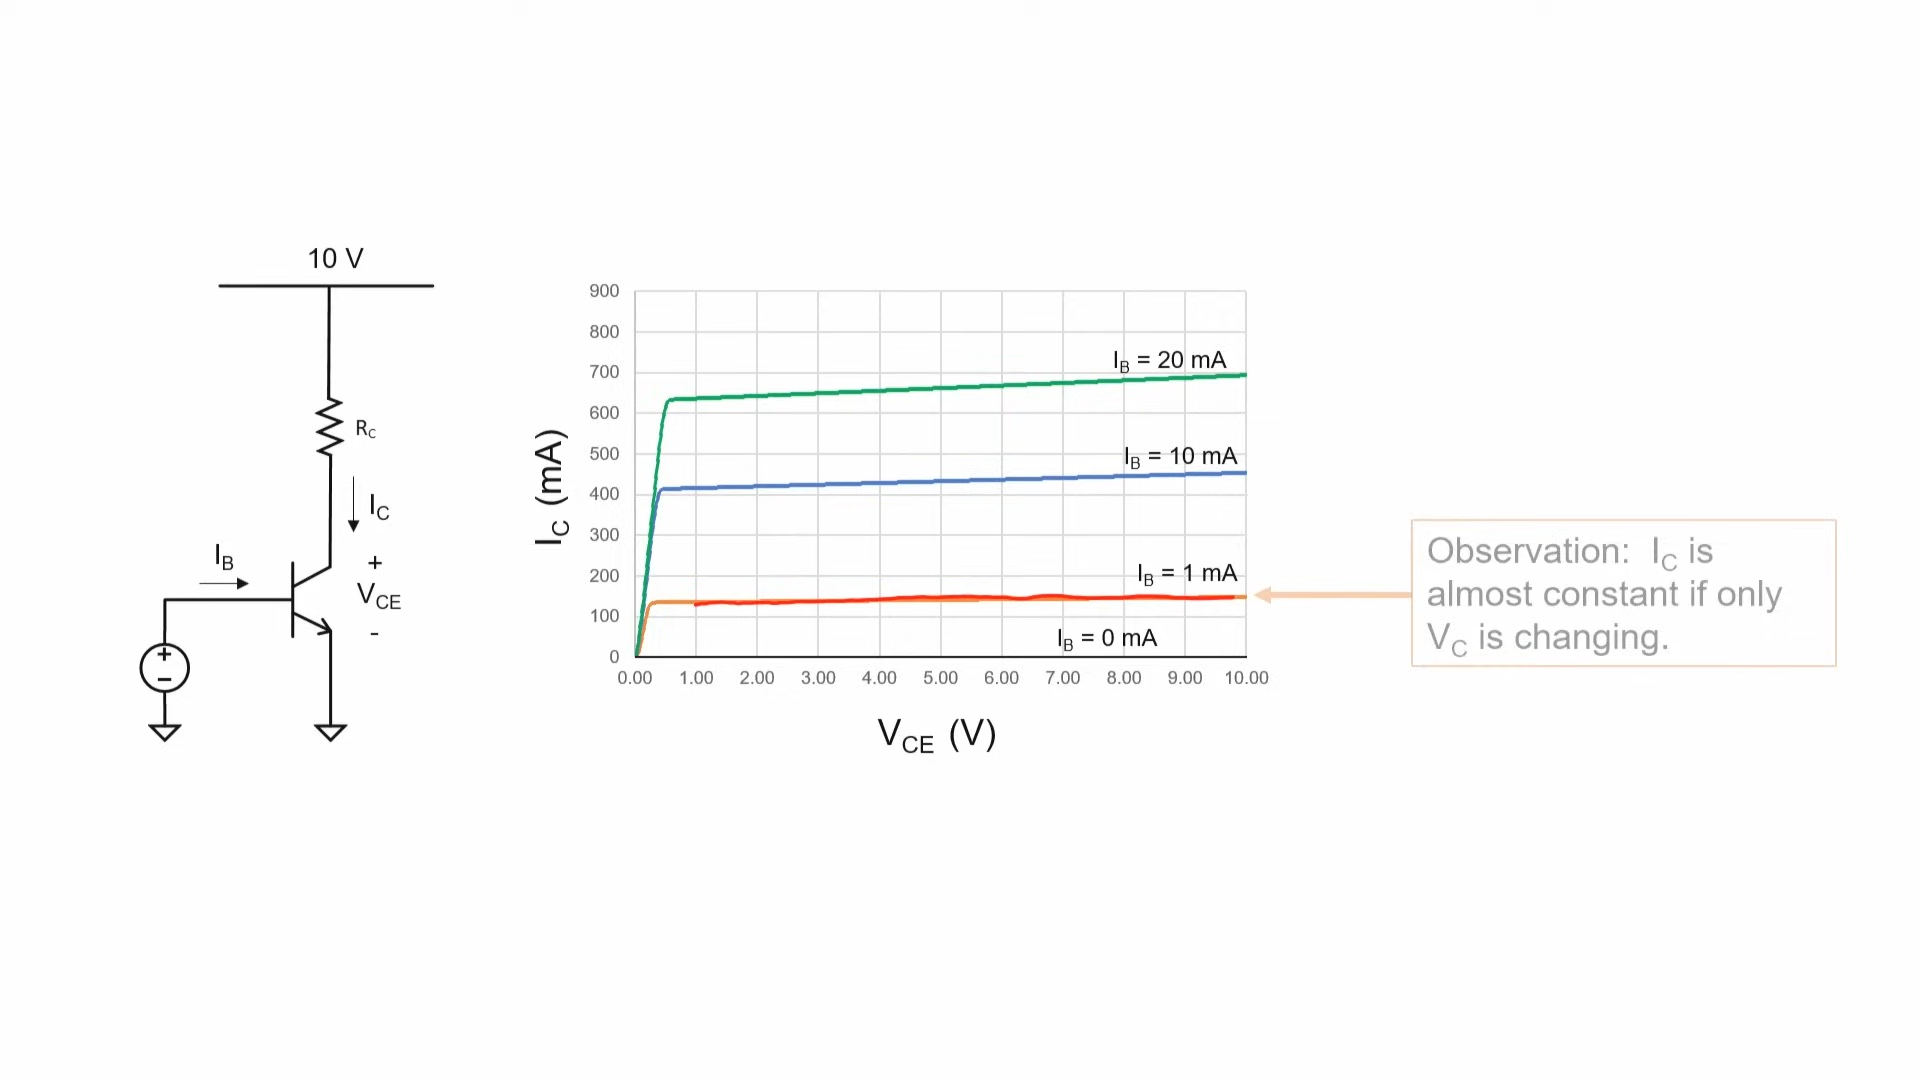 10 V
R_C
I_C
I_B
+
V_CE
-
+
−
900
800
700
600
500
400
300
200
100
0
I_C (mA)
I_B = 20 mA
I_B = 10 mA
I_B = 1 mA
I_B = 0 mA
0.00 1.00 2.00 3.00 4.00 5.00 6.00 7.00 8.00 9.00 10.00
V_CE (V)
Observation: I_C is
almost constant if only
V_C is changing.